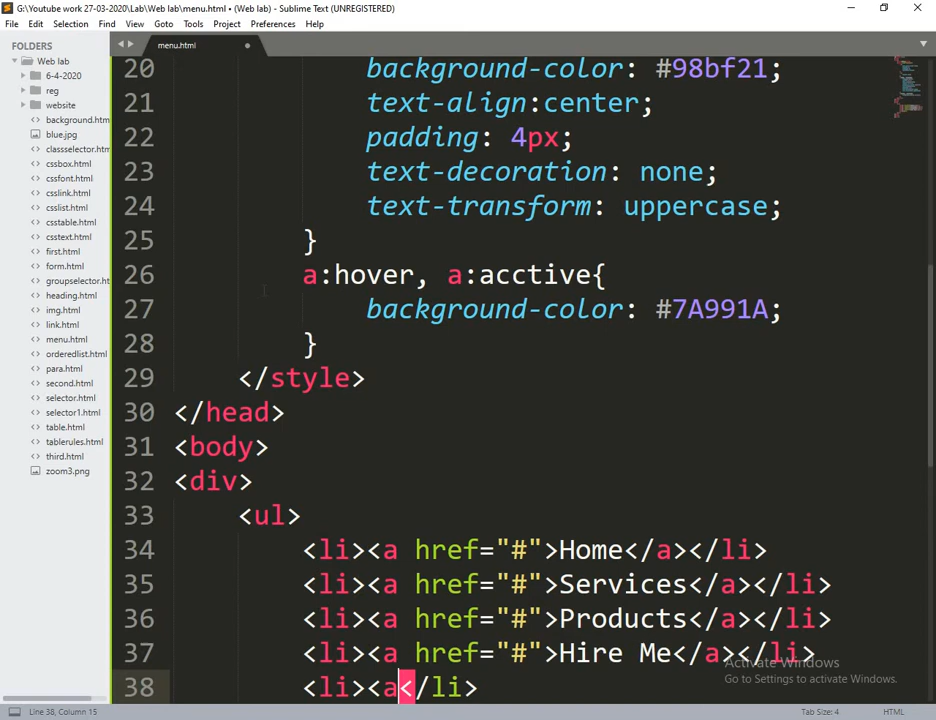 G:\Youtube work 27-03-2020\Lab\Web lab\menu.html • (Web lab) - Sublime Text (UNREGISTERED)
File Edit Selection Find View Goto Tools Project Preferences Help
FOLDERS
Web lab
6-4-2020
reg
website
background.htm
blue.jpg
classselector.htm
cssbox.html
cssfont.html
csslink.html
csslist.html
csstable.html
csstext.html
first.html
form.html
groupselector.ht
heading.html
img.html
link.html
menu.html
orderedlist.html
para.html
second.html
selector.html
selector1.html
table.html
tablerules.html
third.html
zoom3.png
menu.html
20 background-color: #98bf21;
21 text-align:center;
22 padding: 4px;
23 text-decoration: none;
24 text-transform: uppercase;
25 }
26 a:hover, a:acctive{
27 background-color: #7A991A;
28 }
29 </style>
30 </head>
31 <body>
32 <div>
33 <ul>
34 <li><a href="#">Home</a></li>
35 <li><a href="#">Services</a></li>
36 <li><a href="#">Products</a></li>
37 <li><a href="#">Hire Me</a></li>
38 <li><a</li>
Activate Windows
Go to Settings to activate Windows.
Line 38, Column 15 Tab Size: 4 HTML